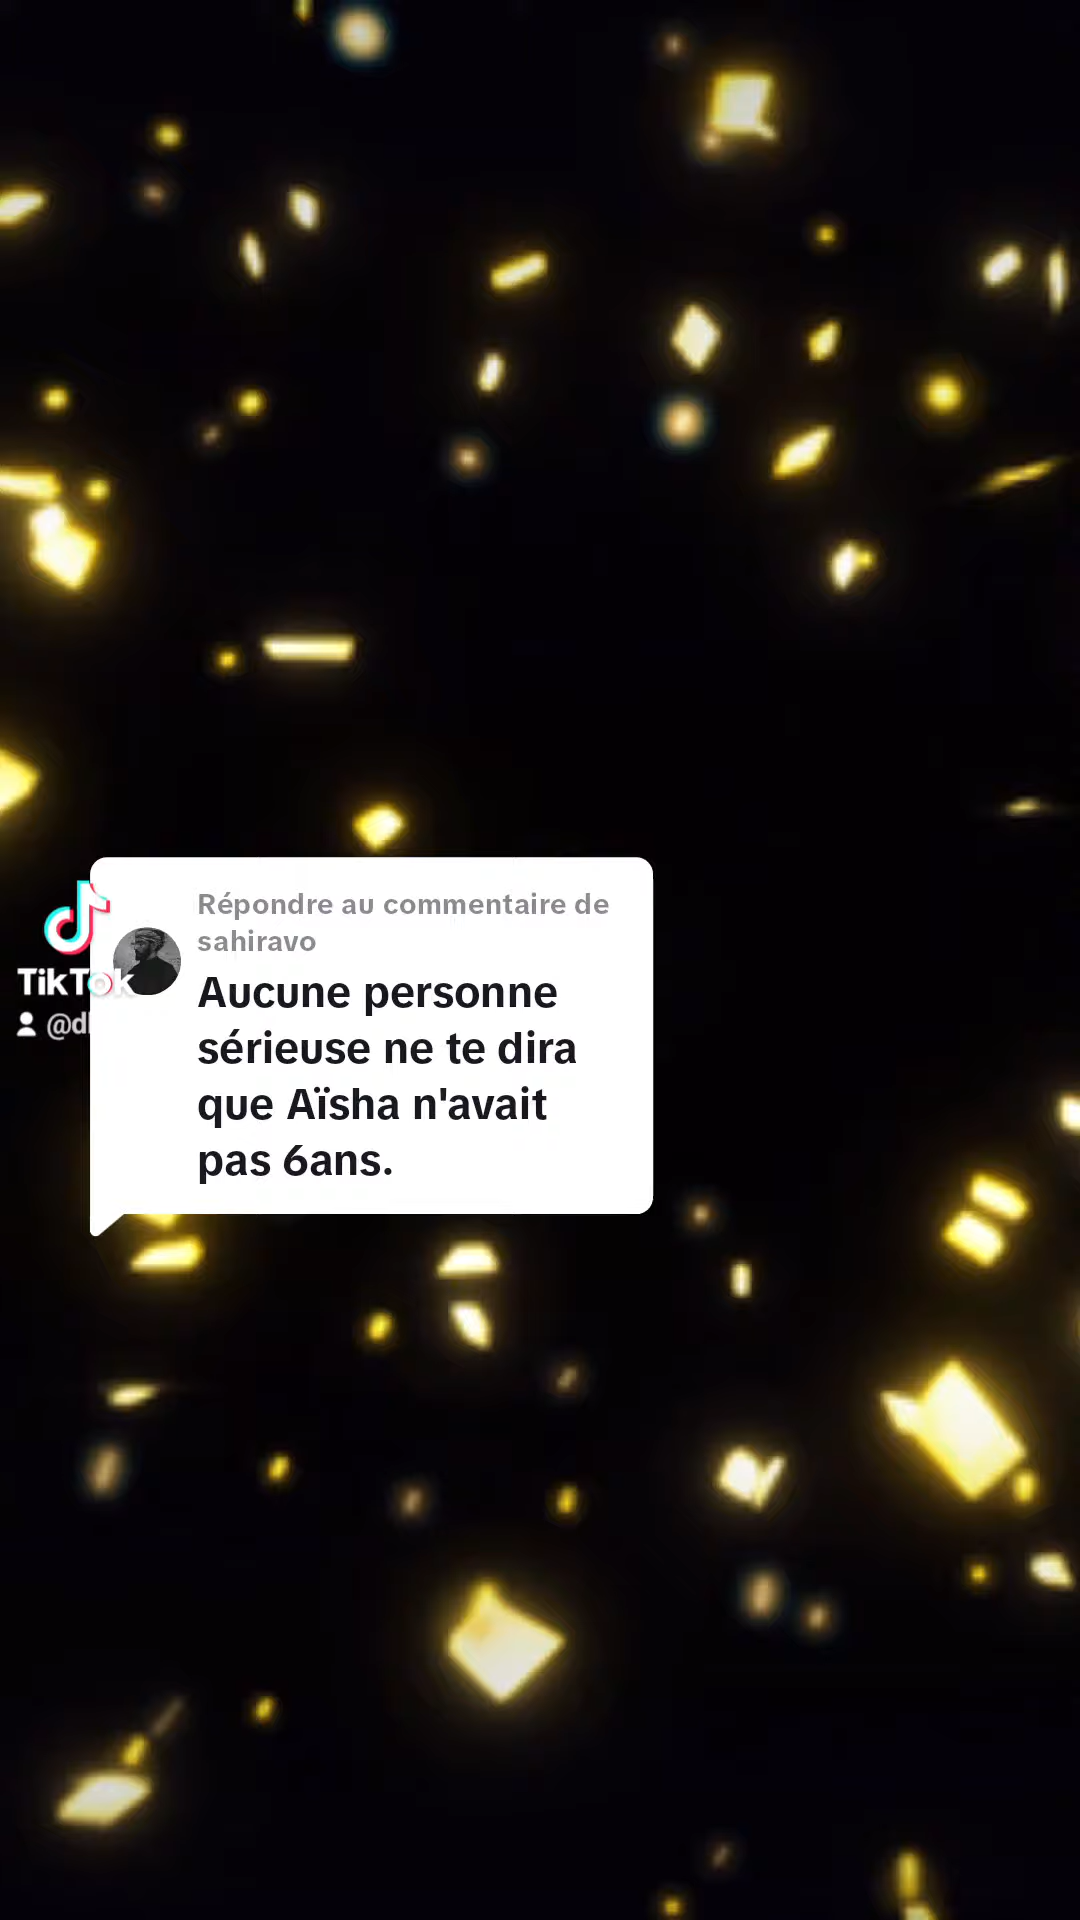 Répondre au commentaire de
sahiravo
Aucune personne
sérieuse ne te dira
que Aïsha n'avait
pas 6ans.
TikTok